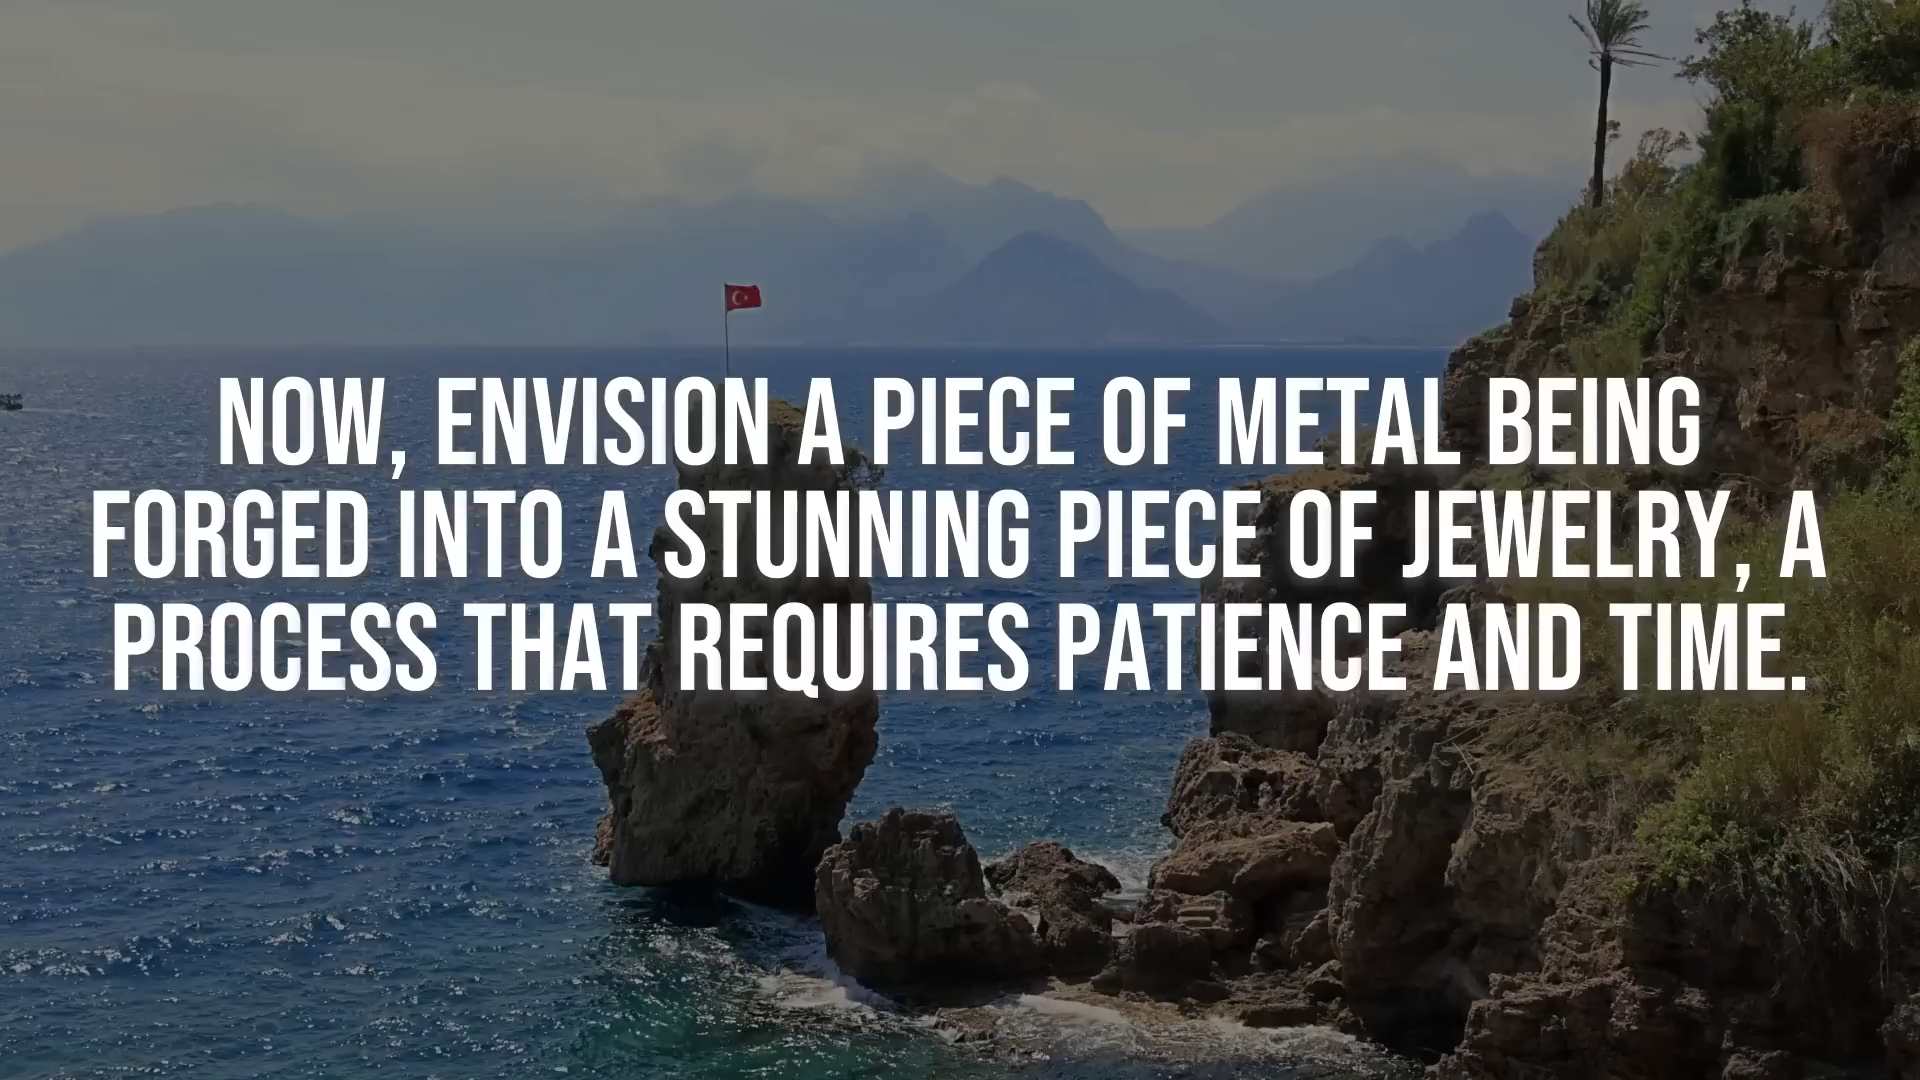 NOW, ENVISION A PIECE OF METAL BEING
FORGED INTO A STUNNING PIECE OF JEWELRY, A
PROCESS THAT REQUIRES PATIENCE AND TIME.